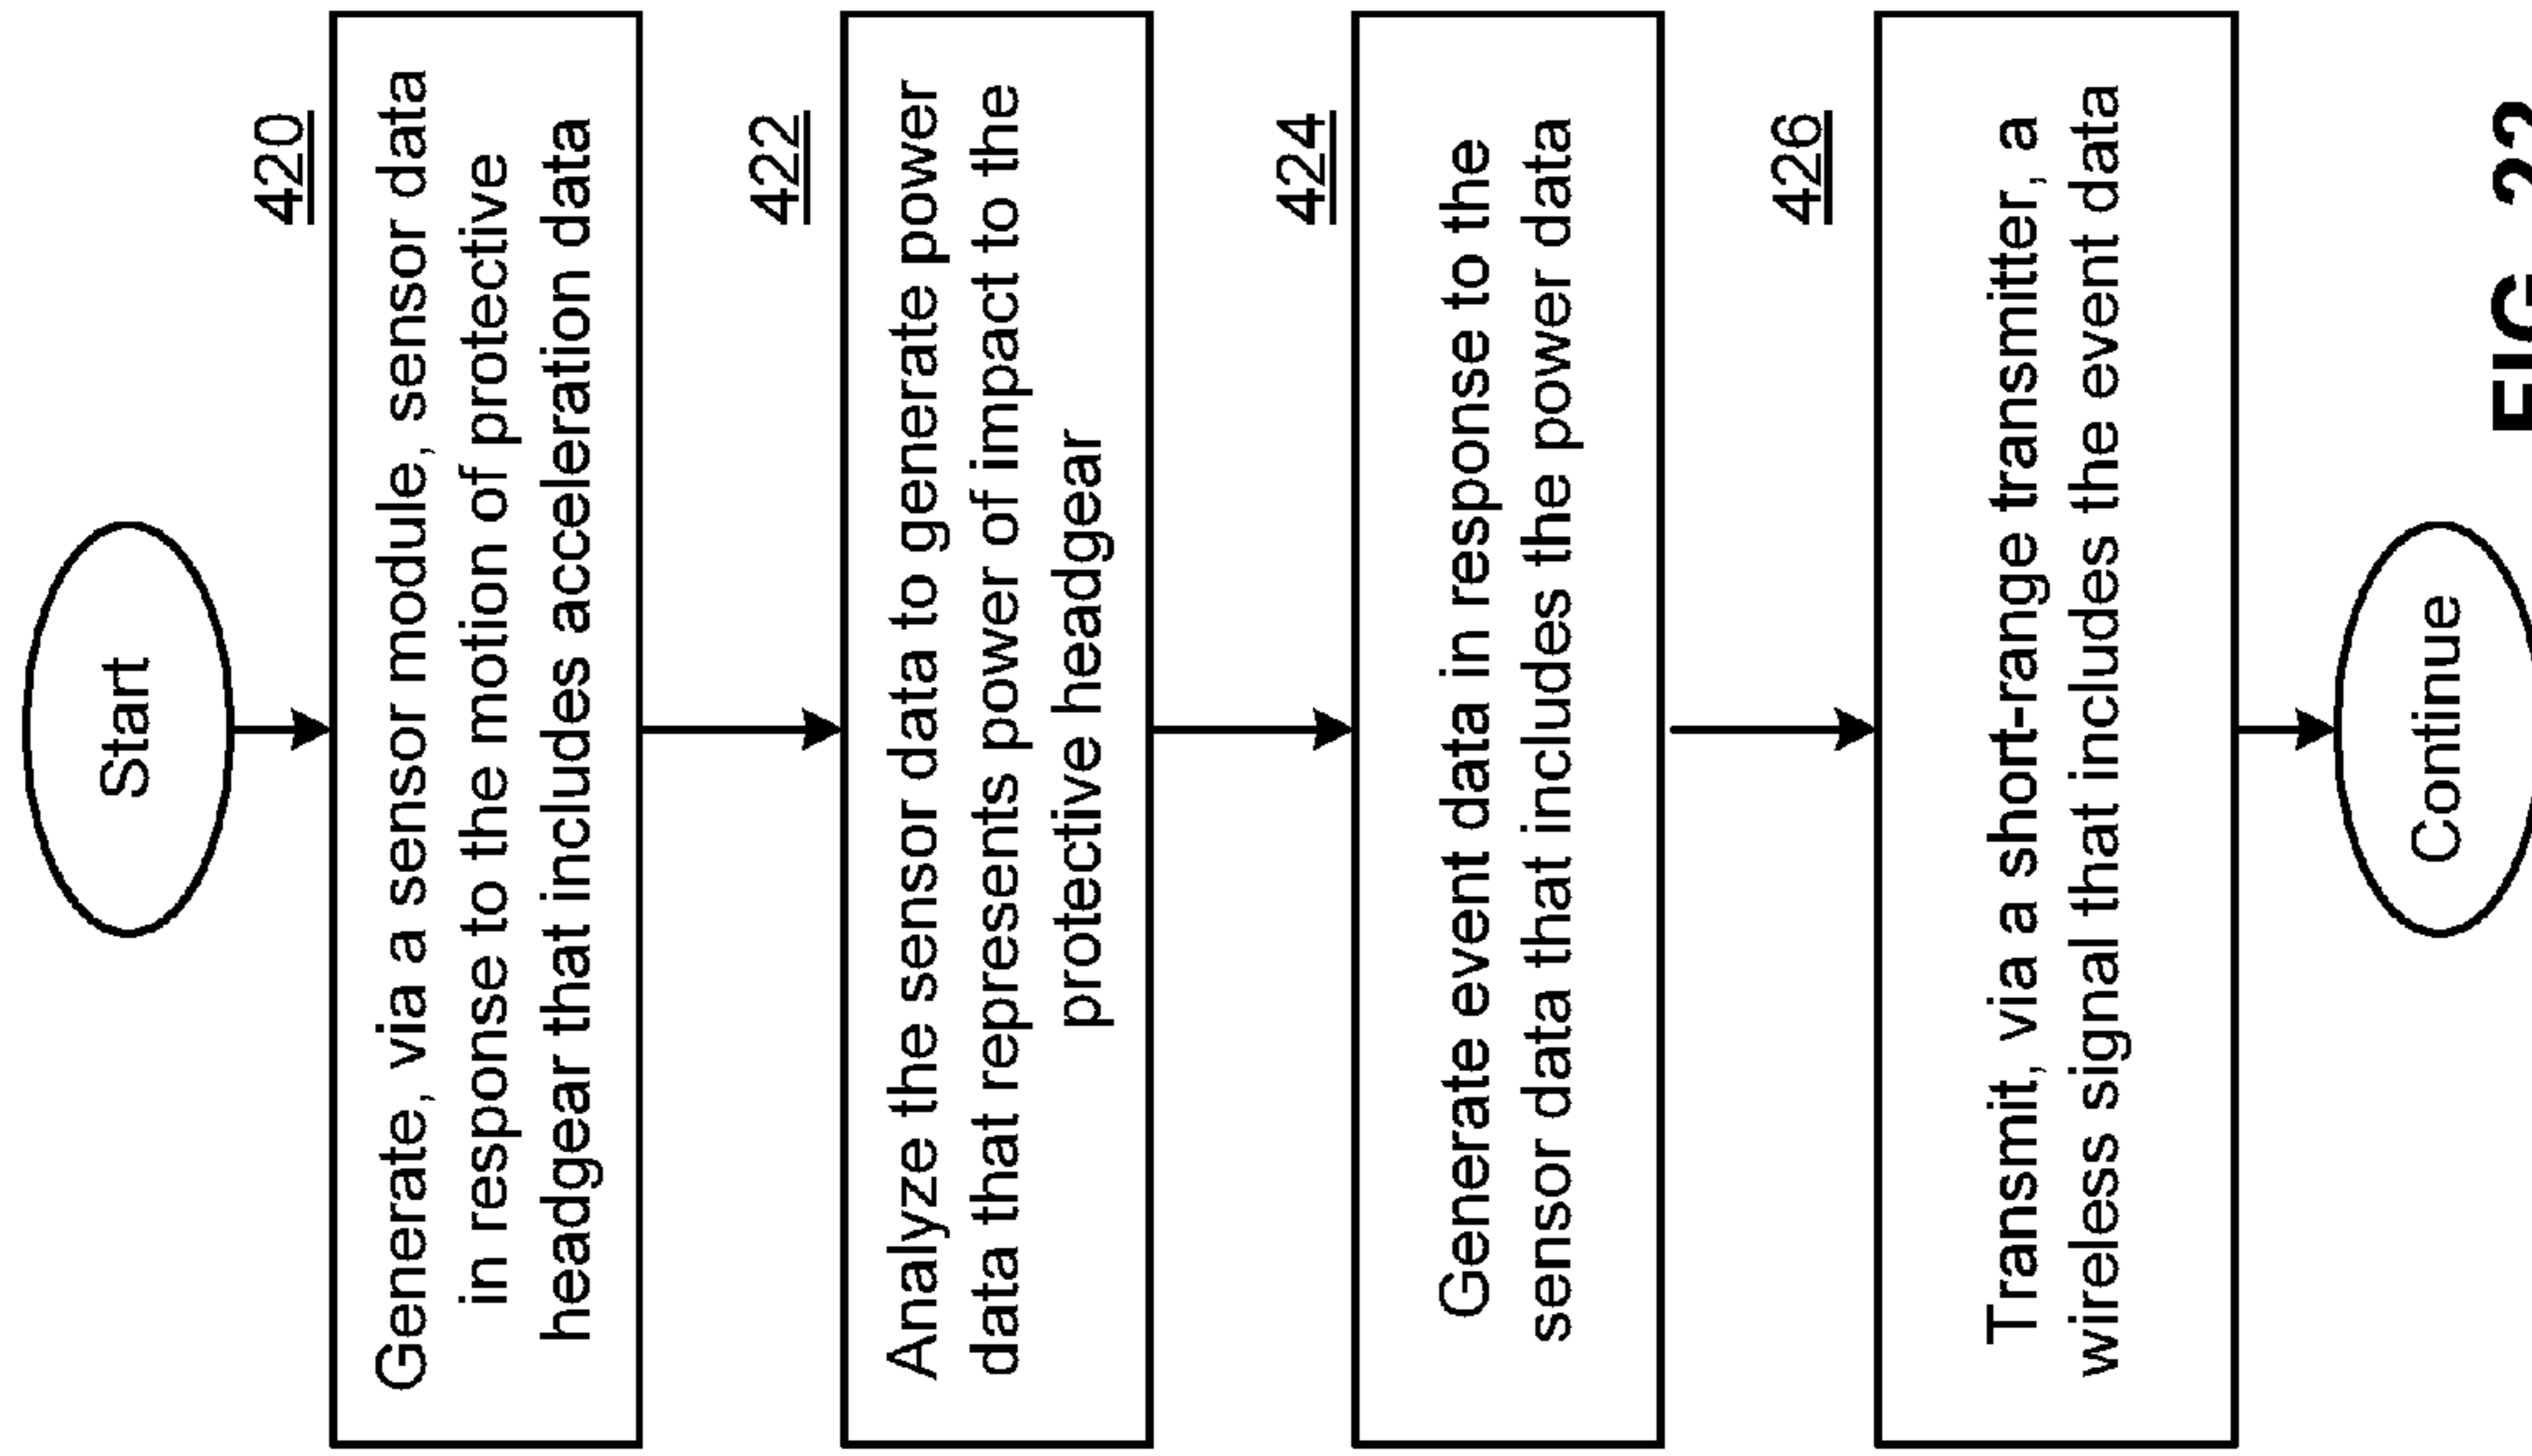 Start
420
Generate, via a sensor module, sensor data
in response to the motion of protective
headgear that includes acceleration data
422
Analyze the sensor data to generate power
data that represents power of impact to the
protective headgear
424
Generate event data in response to the
sensor data that includes the power data
426
Transmit, via a short-range transmitter, a
wireless signal that includes the event data
Continue
FIG. 22